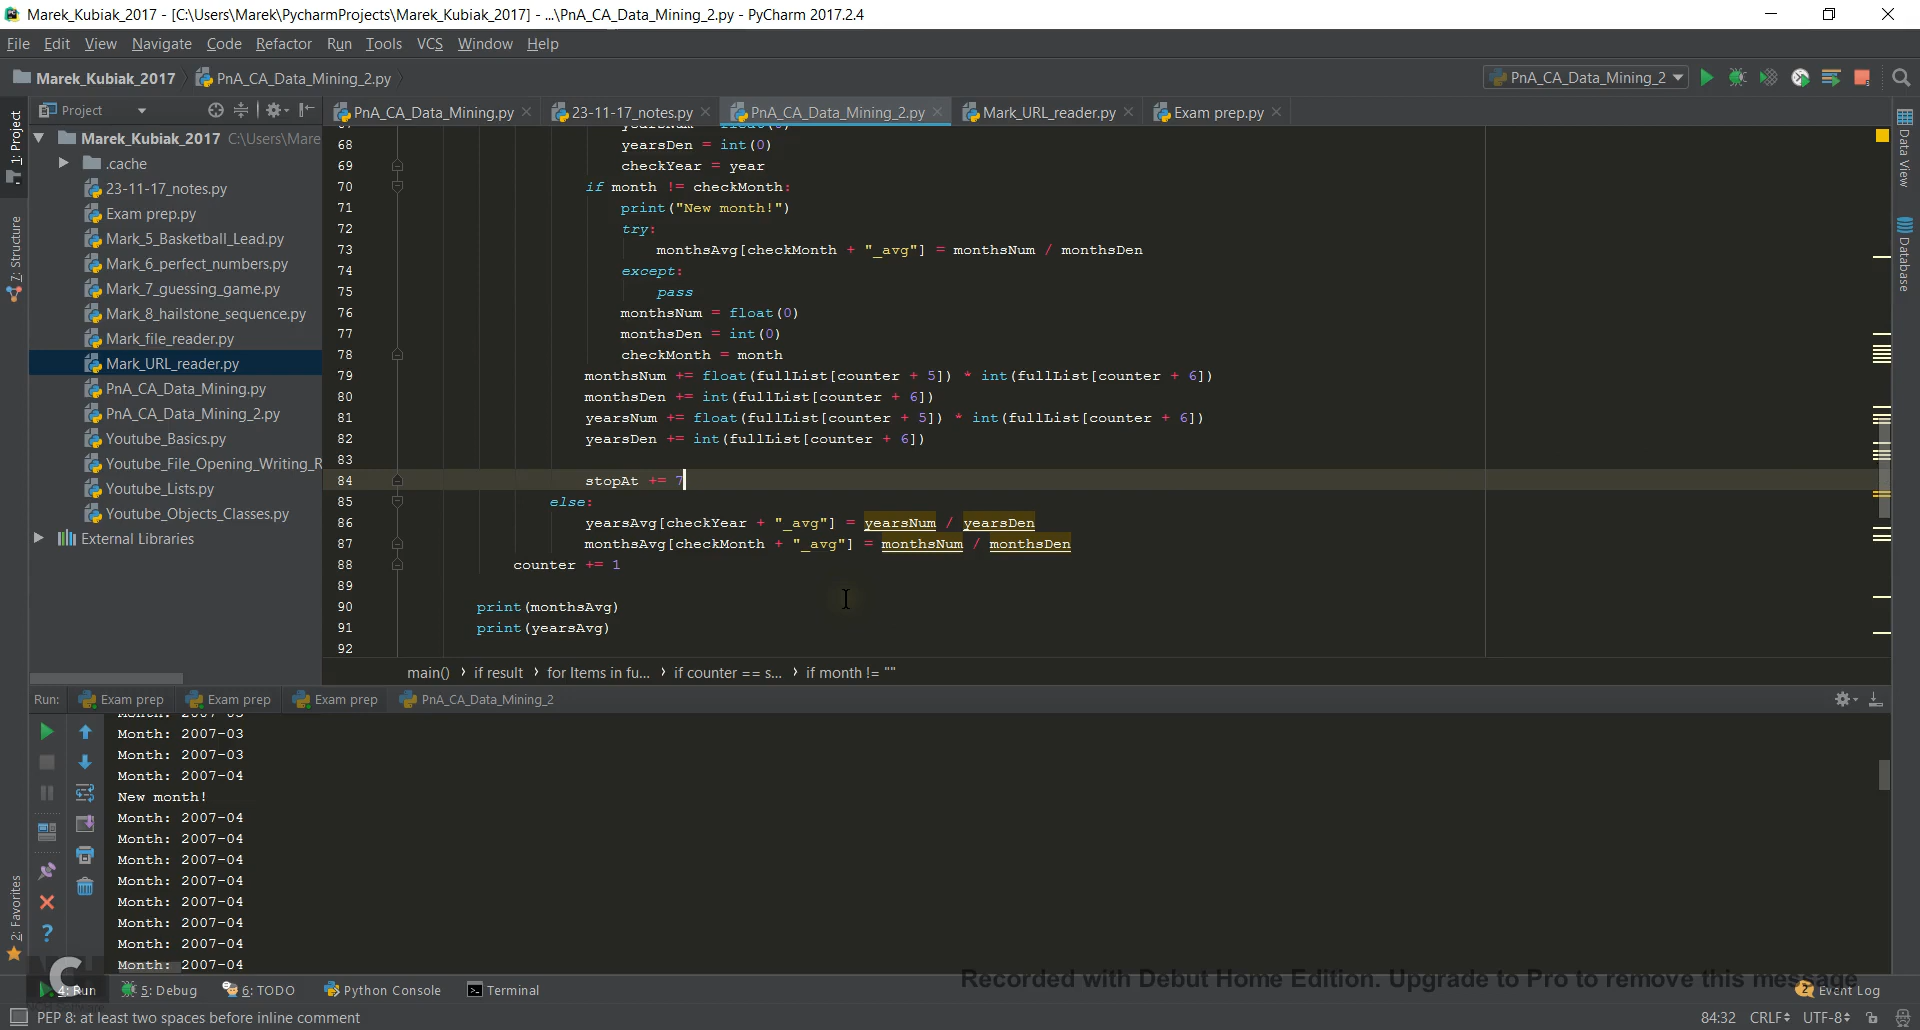 Marek_Kubiak_2017 - [C:\Users\Marek\PycharmProjects\Marek_Kubiak_2017] - ...\PnA_CA_Data_Mining_2.py - PyCharm 2017.2.4
File Edit View Navigate Code Refactor Run Tools VCS Window Help
Marek_Kubiak_2017 PnA_CA_Data_Mining_2.py PnA_CA_Data_Mining_2
Project PnA_CA_Data_Mining.py 23-11-17_notes.py PnA_CA_Data_Mining_2.py Mark_URL_reader.py Exam prep.py
1: Project
7: Structure
2: Favorites
Marek_Kubiak_2017 C:\Users\Mare
.cache
23-11-17_notes.py
Exam prep.py
Mark_5_Basketball_Lead.py
Mark_6_perfect_numbers.py
Mark_7_guessing_game.py
Mark_8_hailstone_sequence.py
Mark_file_reader.py
Mark_URL_reader.py
PnA_CA_Data_Mining.py
PnA_CA_Data_Mining_2.py
Youtube_Basics.py
Youtube_File_Opening_Writing_R
Youtube_Lists.py
Youtube_Objects_Classes.py
External Libraries
68 yearsDen = int(0)
69 checkYear = year
70 if month != checkMonth:
71 print("New month!")
72 try:
73 monthsAvg[checkMonth + "_avg"] = monthsNum / monthsDen
74 except:
75 pass
76 monthsNum = float(0)
77 monthsDen = int(0)
78 checkMonth = month
79 monthsNum += float(fullList[counter + 5]) * int(fullList[counter + 6])
80 monthsDen += int(fullList[counter + 6])
81 yearsNum += float(fullList[counter + 5]) * int(fullList[counter + 6])
82 yearsDen += int(fullList[counter + 6])
83
84 stopAt += 7
85 else:
86 yearsAvg[checkYear + "_avg"] = yearsNum / yearsDen
87 monthsAvg[checkMonth + "_avg"] = monthsNum / monthsDen
88 counter += 1
89
90 print(monthsAvg)
91 print(yearsAvg)
92
main() › if result › for Items in fu... › if counter == s... › if month != ""
Data View
Database
Run: Exam prep Exam prep Exam prep PnA_CA_Data_Mining_2
Month: 2007-03
Month: 2007-03
Month: 2007-03
Month: 2007-04
New month!
Month: 2007-04
Month: 2007-04
Month: 2007-04
Month: 2007-04
Month: 2007-04
Month: 2007-04
Month: 2007-04
Month: 2007-04
Recorded with Debut Home Edition. Upgrade to Pro to remove this message
4: Run 5: Debug 6: TODO Python Console Terminal 2 Event Log
PEP 8: at least two spaces before inline comment 84:32 CRLF UTF-8